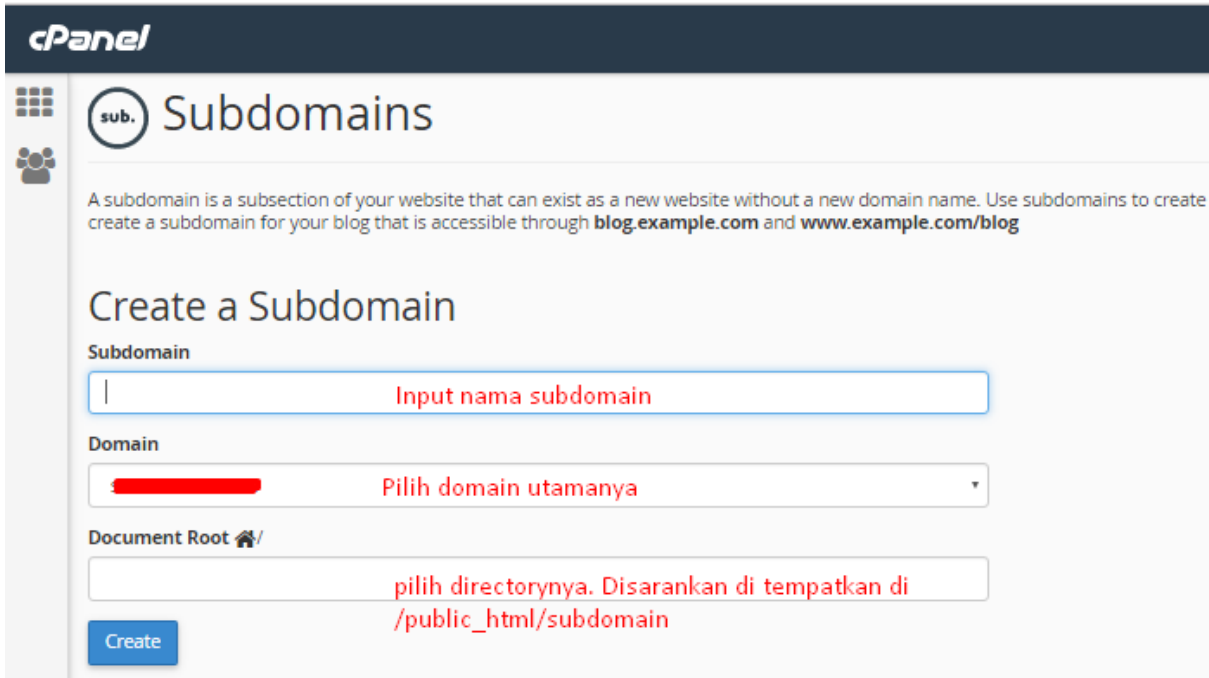 cPanel
sub. Subdomains
A subdomain is a subsection of your website that can exist as a new website without a new domain name. Use subdomains to create
create a subdomain for your blog that is accessible through blog.example.com and www.example.com/blog
Create a Subdomain
Subdomain
Input nama subdomain
Domain
Pilih domain utamanya
Document Root /
pilih directorynya. Disarankan di tempatkan di
/public_html/subdomain
Create